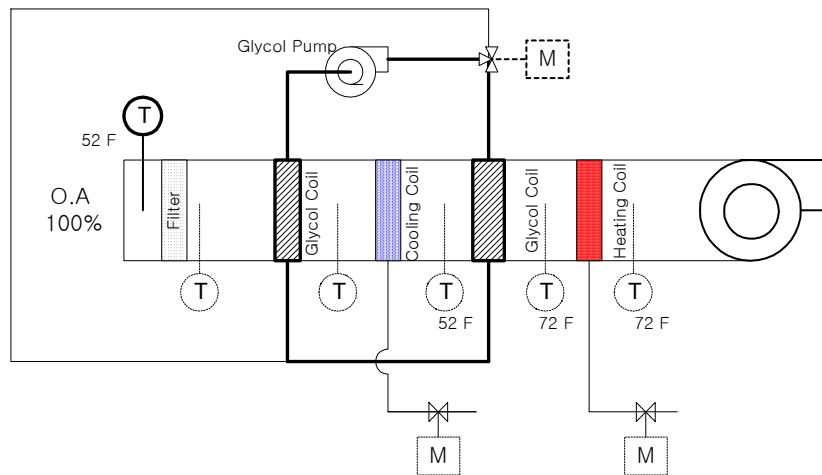 Glycol Pump
M
T
52 F
O.A
100%
Filter
Glycol Coil
Cooling Coil
Glycol Coil
Heating Coil
T
T
T
T
T
52 F
72 F
72 F
M
M